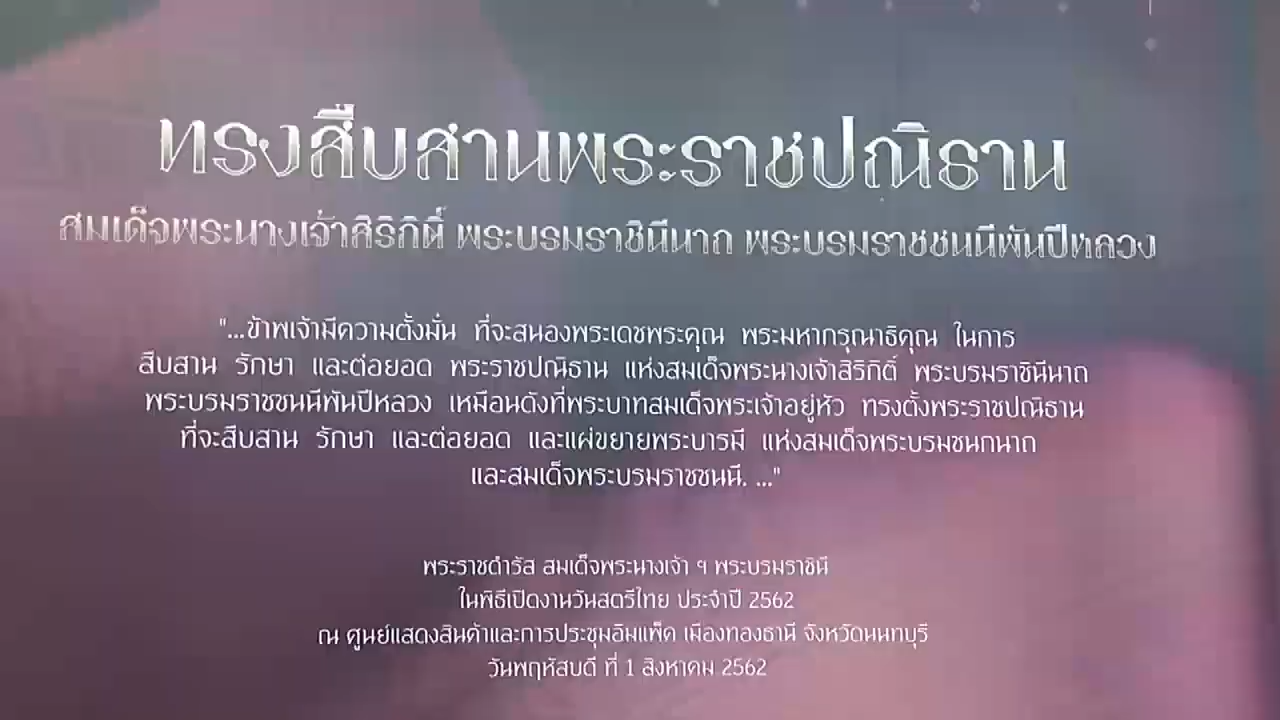 ทรงสืบสานพระราชปณิธาน
สมเด็จพระนางเจ้าสิริกิติ์ พระบรมราชินีนาถ พระบรมราชชนนีพันปีหลวง
"...ข้าพเจ้ามีความตั้งมั่น ที่จะสนองพระเดชพระคุณ พระมหากรุณาธิคุณ ในการ
สืบสาน รักษา และต่อยอด พระราชปณิธาน แห่งสมเด็จพระนางเจ้าสิริกิติ์ พระบรมราชินีนาถ
พระบรมราชชนนีพันปีหลวง เหมือนดังที่พระบาทสมเด็จพระเจ้าอยู่หัว ทรงตั้งพระราชปณิธาน
ที่จะสืบสาน รักษา และต่อยอด และแผ่ขยายพระบารมี แห่งสมเด็จพระบรมชนกนาถ
และสมเด็จพระบรมราชชนนี. ..."
พระราชดำรัส สมเด็จพระนางเจ้า ฯ พระบรมราชินี
ในพิธีเปิดงานวันสตรีไทย ประจำปี 2562
ณ ศูนย์แสดงสินค้าและการประชุมอิมแพ็ค เมืองทองธานี จังหวัดนนทบุรี
วันพฤหัสบดี ที่ 1 สิงหาคม 2562